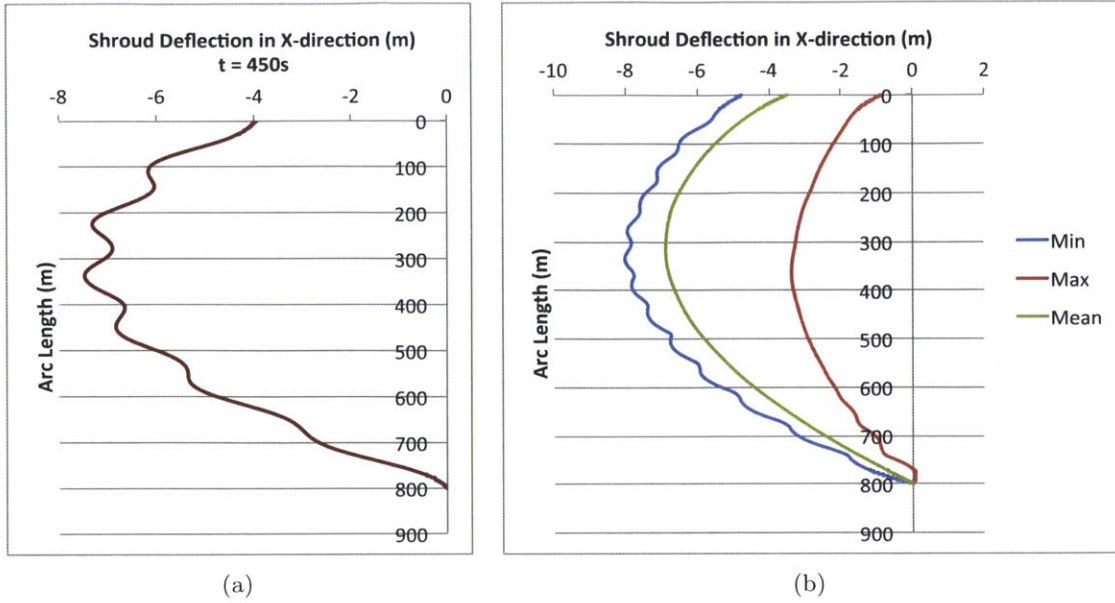 Shroud Deflection in X-direction (m)
t = 450s
-8 -6 -4 -2 0
0
100
200
300
400
500
600
700
800
900
Arc Length (m)
(a)
Shroud Deflection in X-direction (m)
-10 -8 -6 -4 -2 0 2
0
100
200
300
400
500
600
700
800
900
Arc Length (m)
Min
Max
Mean
(b)